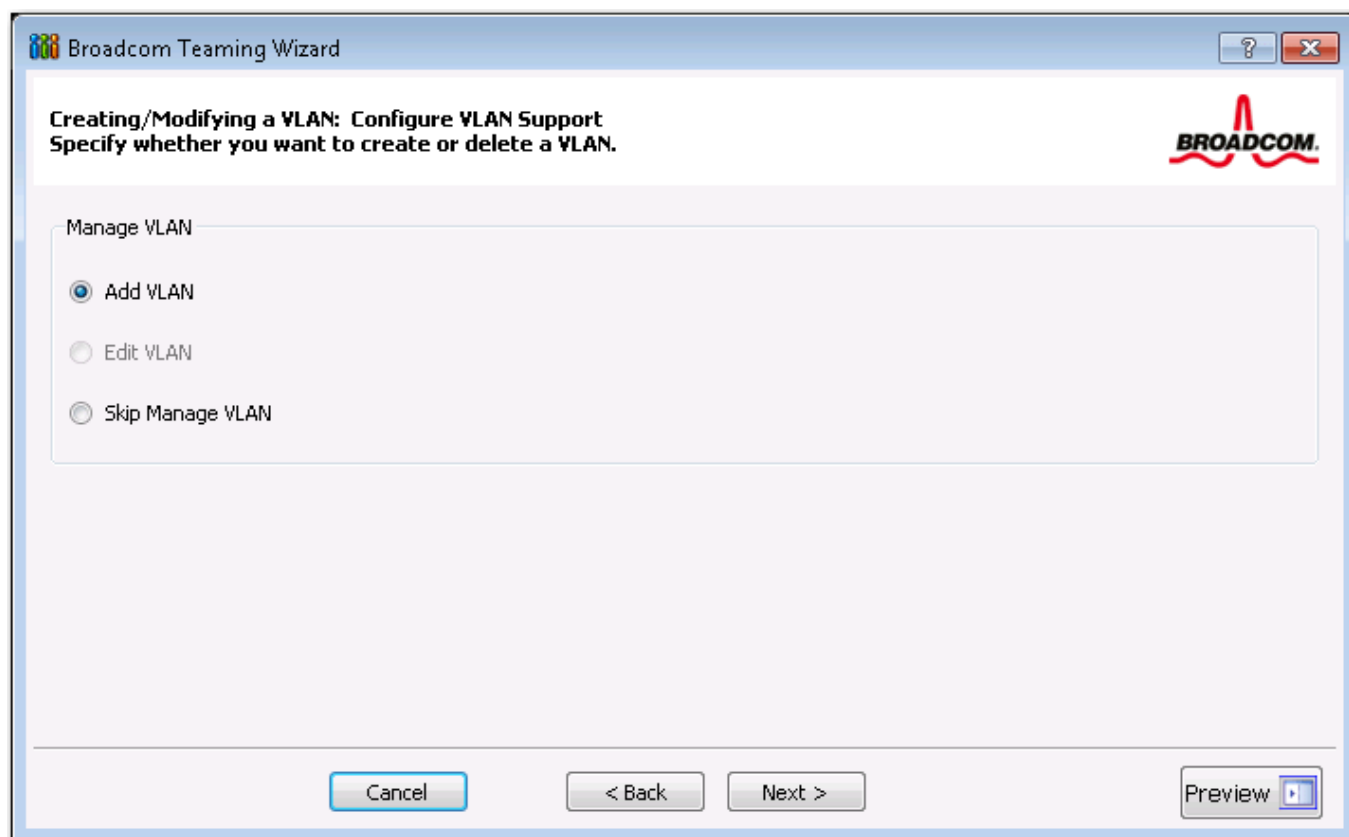 Broadcom Teaming Wizard
Creating/Modifying a VLAN: Configure VLAN Support
Specify whether you want to create or delete a VLAN.
BROADCOM.
Manage VLAN
Add VLAN
Edit VLAN
Skip Manage VLAN
Cancel
< Back
Next >
Preview